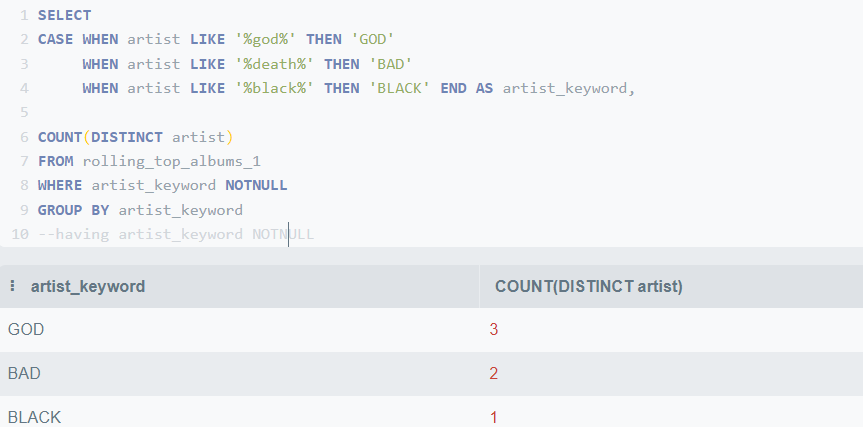 1 SELECT
2 CASE WHEN artist LIKE '%god%' THEN 'GOD'
3      WHEN artist LIKE '%death%' THEN 'BAD'
4      WHEN artist LIKE '%black%' THEN 'BLACK' END AS artist_keyword,
5
6 COUNT(DISTINCT artist)
7 FROM rolling_top_albums_1
8 WHERE artist_keyword NOTNULL
9 GROUP BY artist_keyword
10 --having artist_keyword NOTNULL
artist_keyword COUNT(DISTINCT artist)
GOD 3
BAD 2
BLACK 1